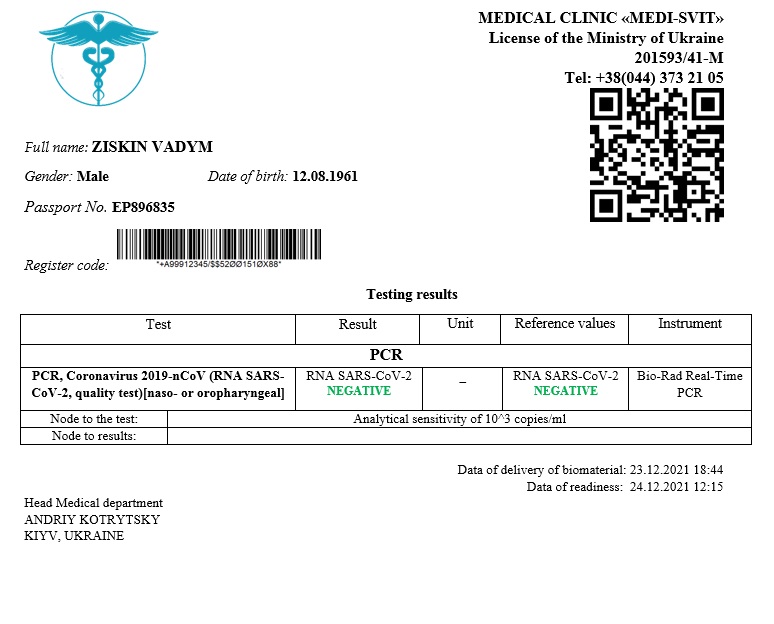 MEDICAL CLINIC «MEDI-SVIT»
License of the Ministry of Ukraine
201593/41-M
Tel: +38(044) 373 21 05
Full name: ZISKIN VADYM
Gender: Male Date of birth: 12.08.1961
Passport No. EP896835
Register code:
*+A99912345/$$52ØØ151ØX88*
Testing results
Test Result Unit Reference values Instrument
PCR
PCR, Coronavirus 2019-nCoV (RNA SARS- RNA SARS-CoV-2 – RNA SARS-CoV-2 Bio-Rad Real-Time
CoV-2, quality test)[naso- or oropharyngeal] NEGATIVE NEGATIVE PCR
Node to the test: Analytical sensitivity of 10^3 copies/ml
Node to results:
Data of delivery of biomaterial: 23.12.2021 18:44
Data of readiness: 24.12.2021 12:15
Head Medical department
ANDRIY KOTRYTSKY
KIYV, UKRAINE